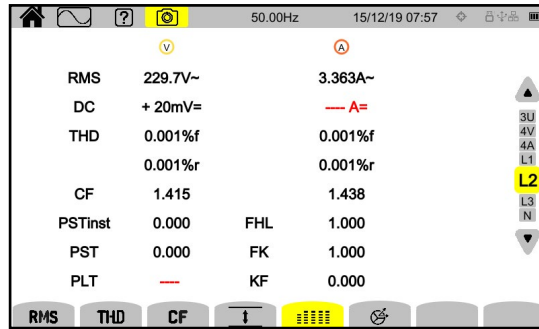 ? 50.00Hz 15/12/19 07:57
V A
RMS 229.7V~ 3.363A~
DC + 20mV= ---- A=
THD 0.001%f 0.001%f
0.001%r 0.001%r
CF 1.415 1.438
PSTinst 0.000 FHL 1.000
PST 0.000 FK 1.000
PLT ---- KF 0.000
3U
4V
4A
L1
L2
L3
N
RMS THD CF